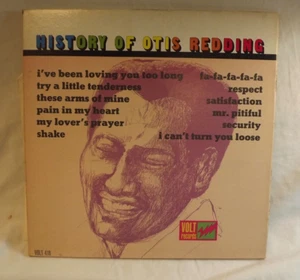 HISTORY OF OTIS REDDING
i've been loving you too long
try a little tenderness
these arms of mine
pain in my heart
my lover's prayer
shake
fa-fa-fa-fa-fa
respect
satisfaction
mr. pitiful
security
i can't turn you loose
VOLT
records